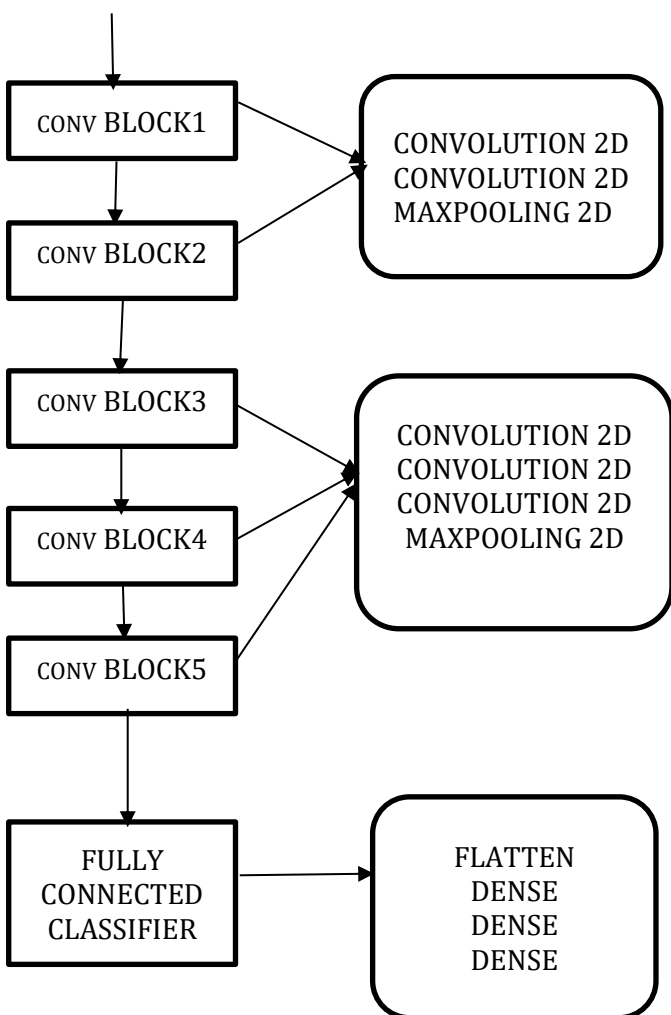 CONV BLOCK1
CONVOLUTION 2D
CONVOLUTION 2D
MAXPOOLING 2D
CONV BLOCK2
CONV BLOCK3
CONVOLUTION 2D
CONVOLUTION 2D
CONVOLUTION 2D
MAXPOOLING 2D
CONV BLOCK4
CONV BLOCK5
FULLY
CONNECTED
CLASSIFIER
FLATTEN
DENSE
DENSE
DENSE